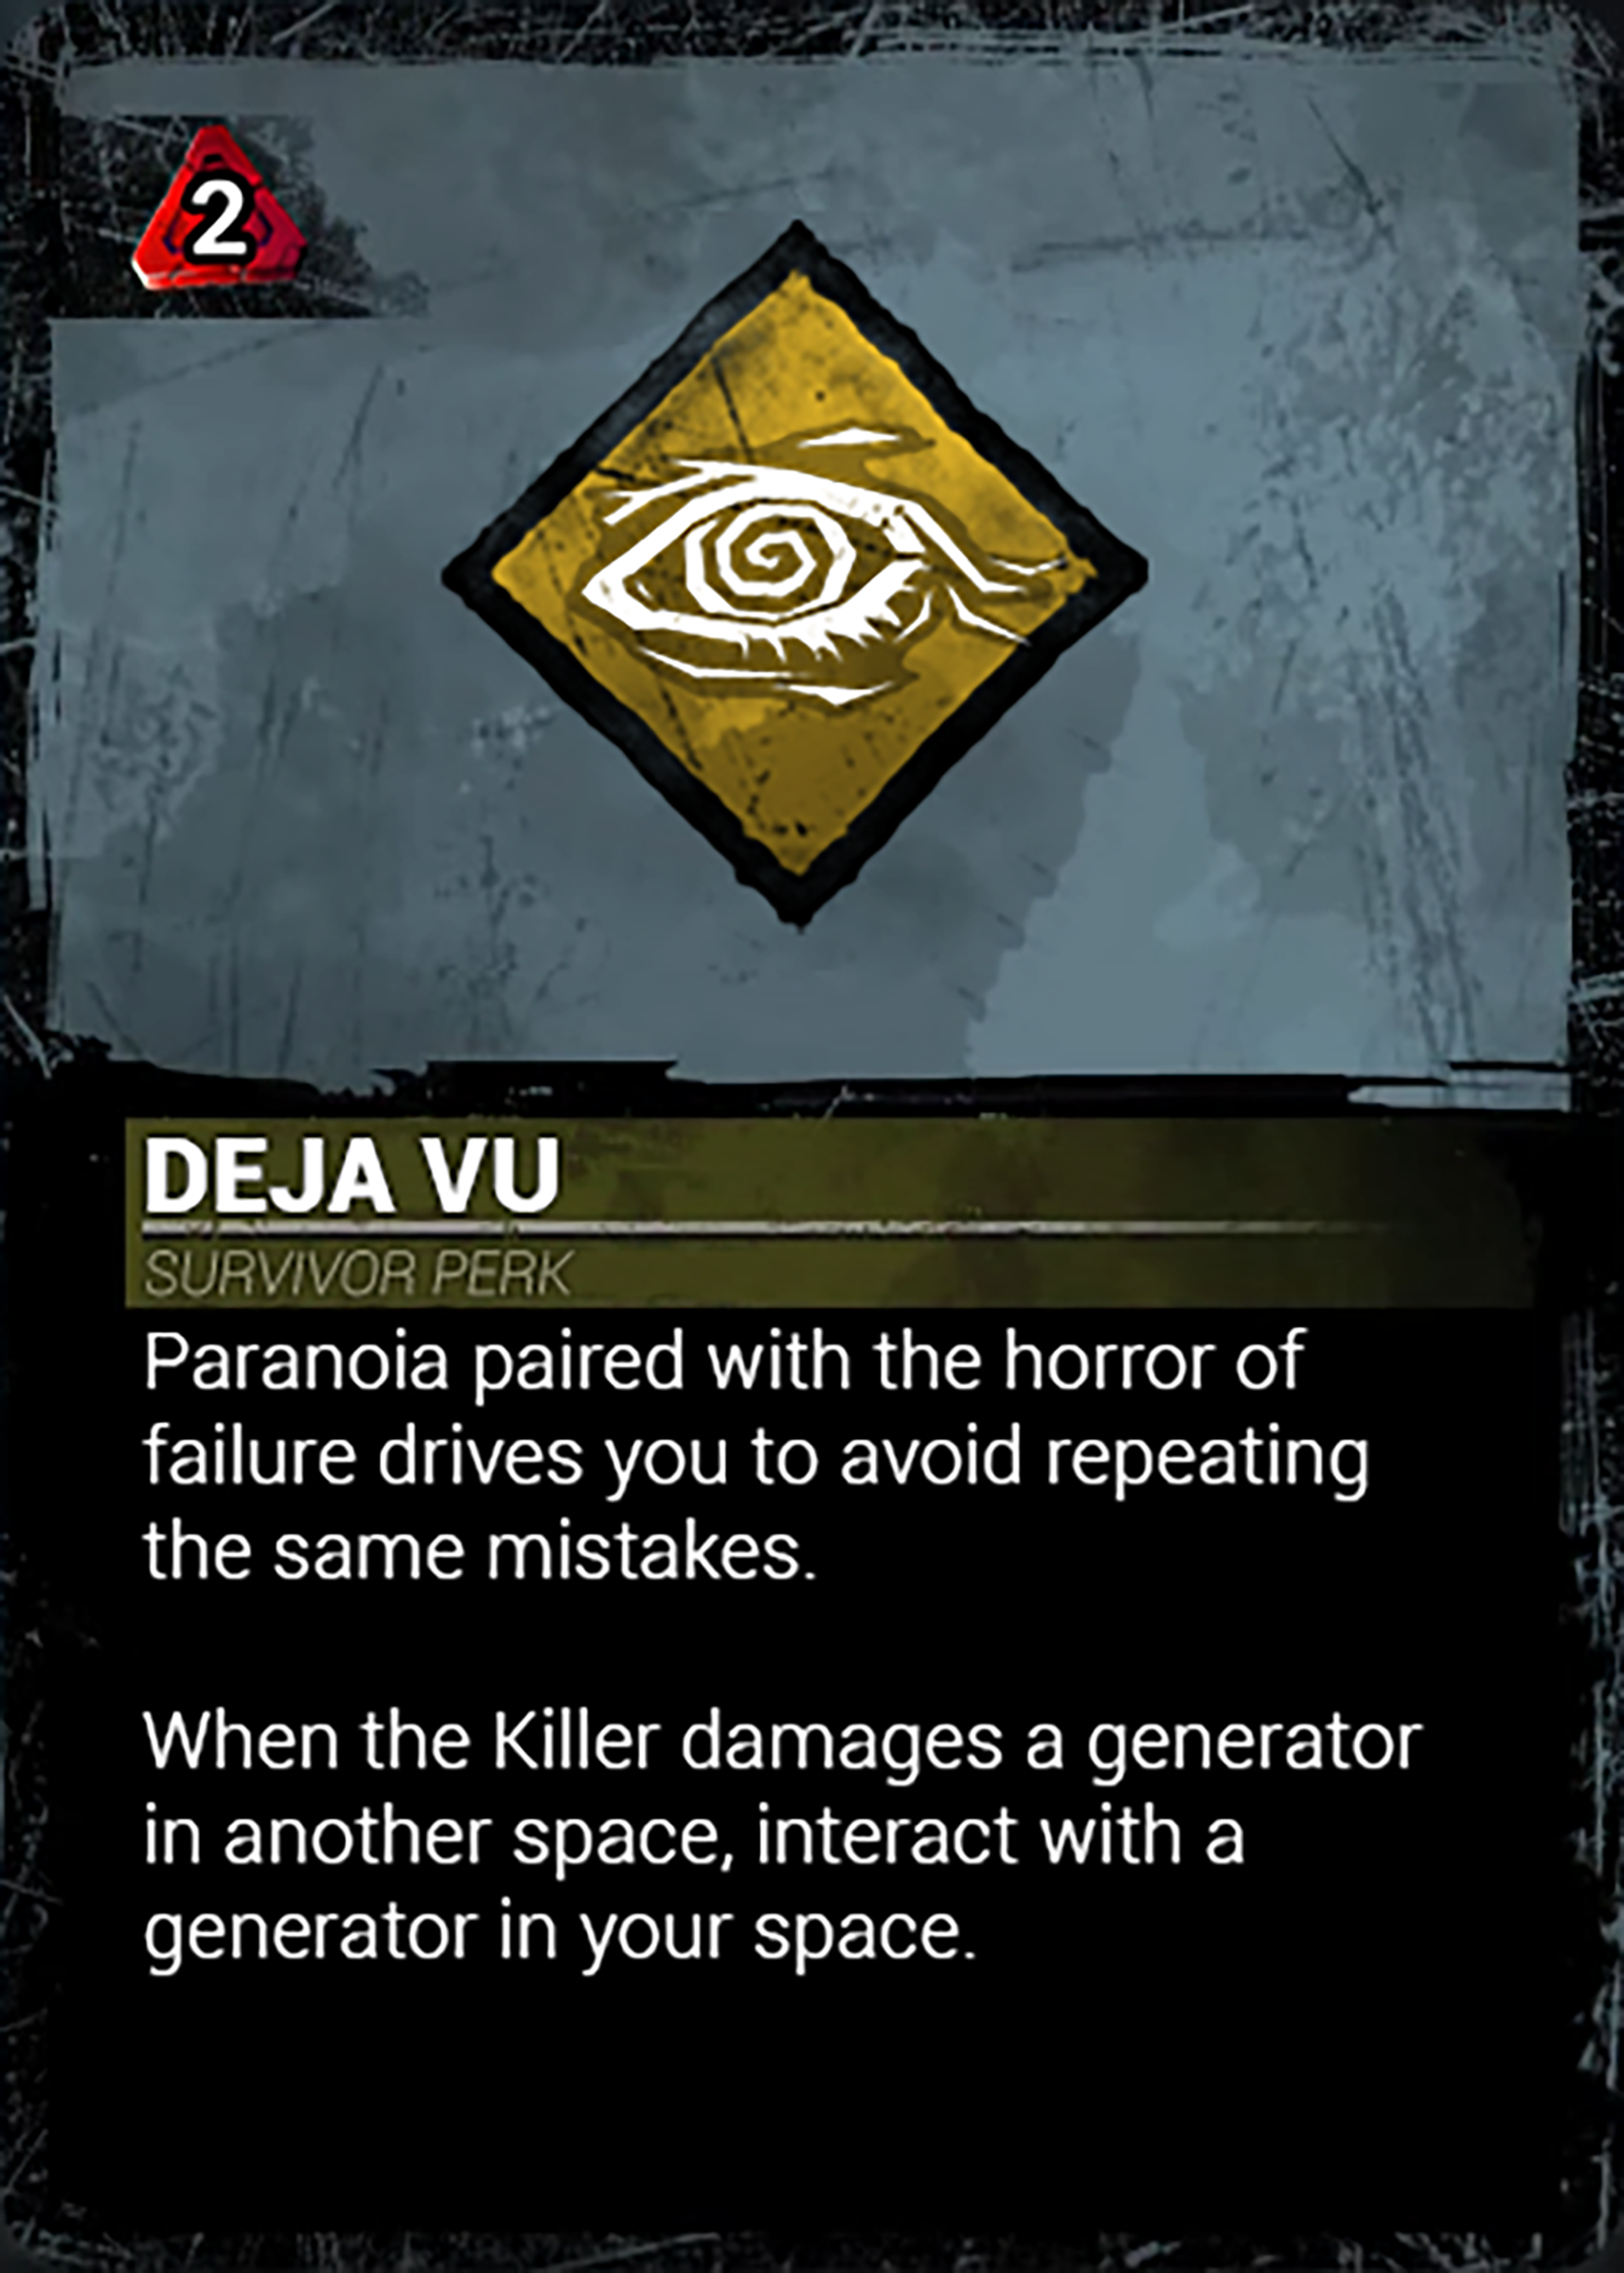 2
DEJA VU
SURVIVOR PERK
Paranoia paired with the horror of
failure drives you to avoid repeating
the same mistakes.
When the Killer damages a generator
in another space, interact with a
generator in your space.